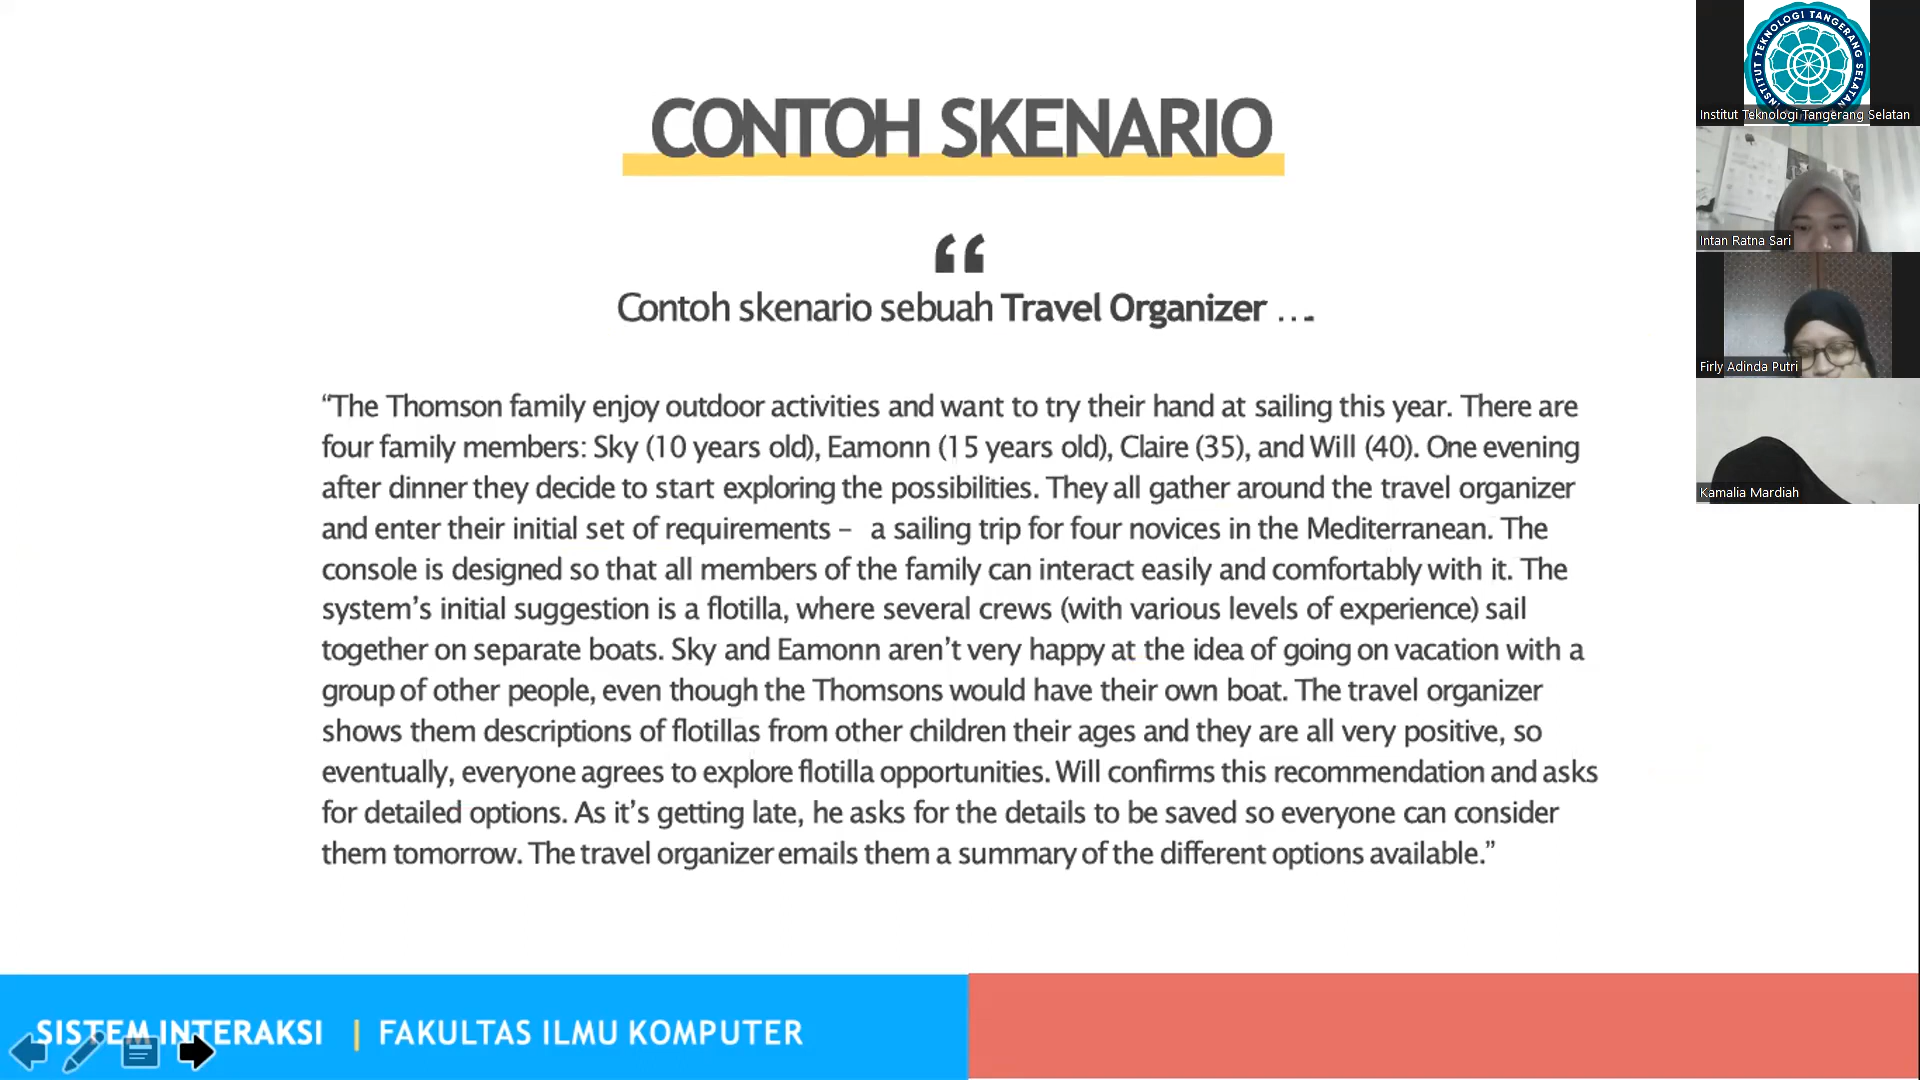 CONTOH SKENARIO
“
Contoh skenario sebuah Travel Organizer ….
“The Thomson family enjoy outdoor activities and want to try their hand at sailing this year. There are
four family members: Sky (10 years old), Eamonn (15 years old), Claire (35), and Will (40). One evening
after dinner they decide to start exploring the possibilities. They all gather around the travel organizer
and enter their initial set of requirements – a sailing trip for four novices in the Mediterranean. The
console is designed so that all members of the family can interact easily and comfortably with it. The
system’s initial suggestion is a flotilla, where several crews (with various levels of experience) sail
together on separate boats. Sky and Eamonn aren’t very happy at the idea of going on vacation with a
group of other people, even though the Thomsons would have their own boat. The travel organizer
shows them descriptions of flotillas from other children their ages and they are all very positive, so
eventually, everyone agrees to explore flotilla opportunities. Will confirms this recommendation and asks
for detailed options. As it’s getting late, he asks for the details to be saved so everyone can consider
them tomorrow. The travel organizer emails them a summary of the different options available.”
SISTEM INTERAKSI | FAKULTAS ILMU KOMPUTER
INSTITUT TEKNOLOGI TANGERANG SELATAN
Institut Teknologi Tangerang Selatan
Intan Ratna Sari
Firly Adinda Putri
Kamalia Mardiah